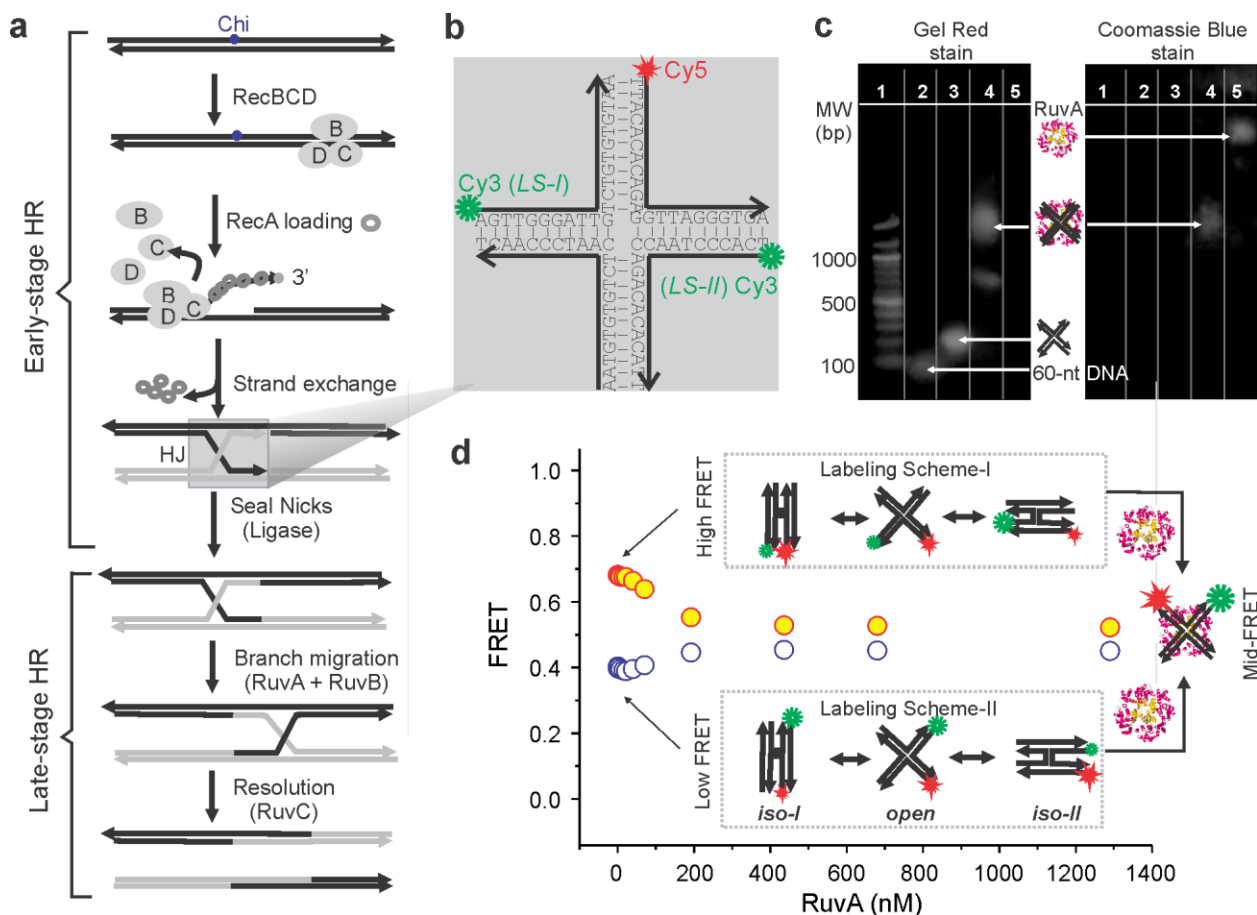 a
Early-stage HR
Late-stage HR
Chi
RecBCD
B
D C
B
RecA loading
C
D
3'
B
C
D
Strand exchange
HJ
Seal Nicks
(Ligase)
Branch migration
(RuvA + RuvB)
Resolution
(RuvC)
b
Cy5
Cy3 (LS-I)
AGTTGGGATTG GGTTAGGGTGA
TCAACCCTAAC CCAATCCCACT
(LS-II) Cy3
c
Gel Red
stain
Coomassie Blue
stain
1 2 3 4 5
1 2 3 4 5
MW
(bp)
RuvA
1000
500
100
60-nt DNA
d
FRET
1.0
0.8
0.6
0.4
0.2
0.0
High FRET
Labeling Scheme-I
Mid-FRET
Low FRET
Labeling Scheme-II
iso-I open iso-II
0 200 400 600 800 1000 1200 1400
RuvA (nM)